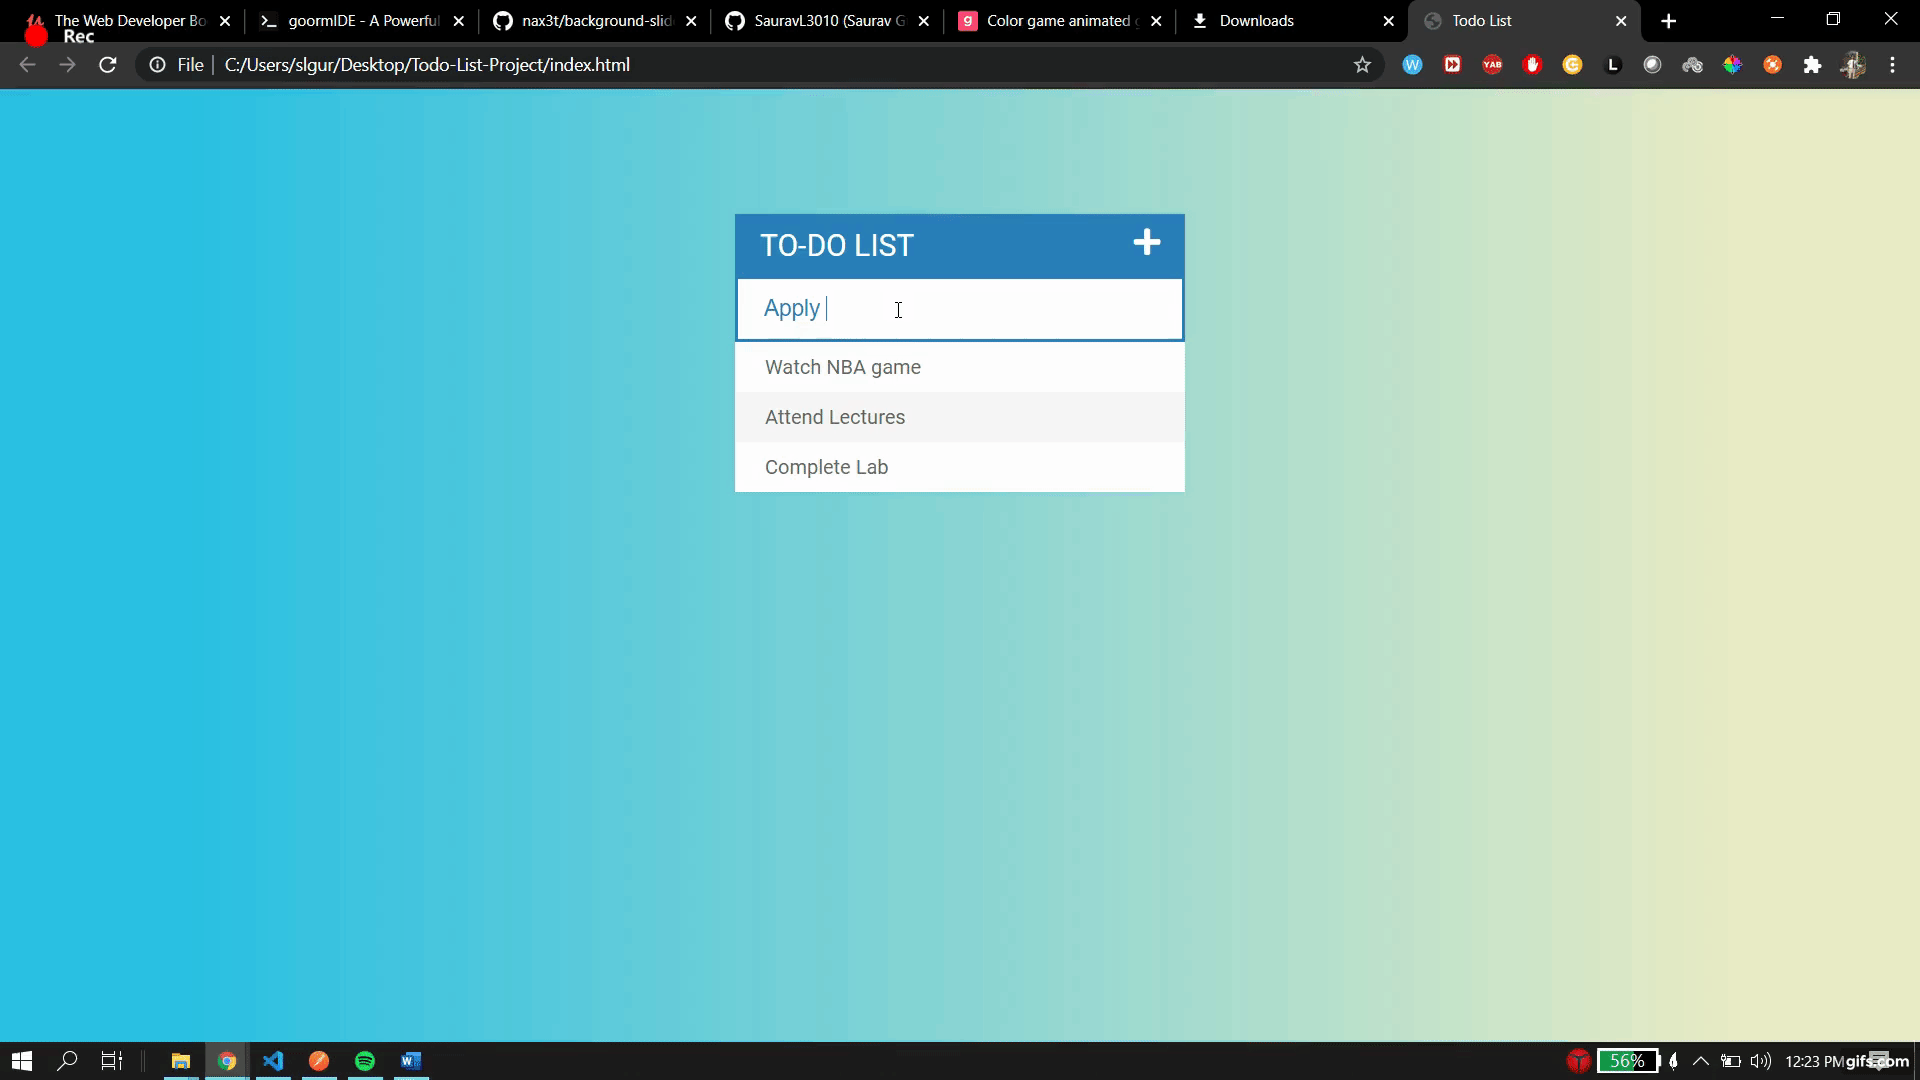 The Web Developer Bo
goormIDE - A Powerful
nax3t/background-slid
SauravL3010 (Saurav G
Color game animated g
Downloads
Todo List
Rec
File
C:/Users/slgur/Desktop/Todo-List-Project/index.html
W
YAB
C
L
TO-DO LIST
Apply
Watch NBA game
Attend Lectures
Complete Lab
W
56%
12:23 PM
gifs.com